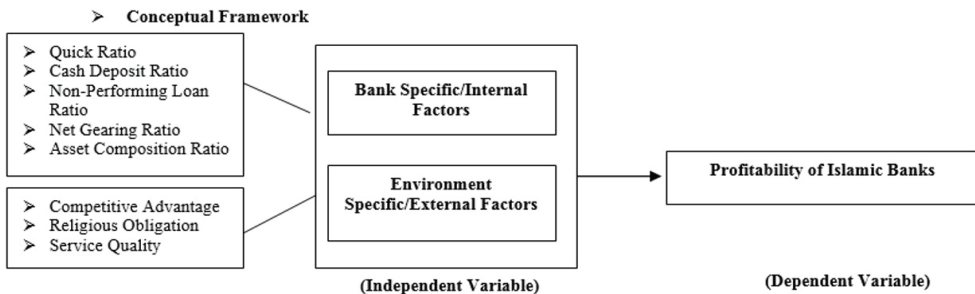 ➤ Conceptual Framework
➤ Quick Ratio
➤ Cash Deposit Ratio
➤ Non-Performing Loan
Ratio
➤ Net Gearing Ratio
➤ Asset Composition Ratio
➤ Competitive Advantage
➤ Religious Obligation
➤ Service Quality
Bank Specific/Internal
Factors
Environment
Specific/External Factors
(Independent Variable)
Profitability of Islamic Banks
(Dependent Variable)